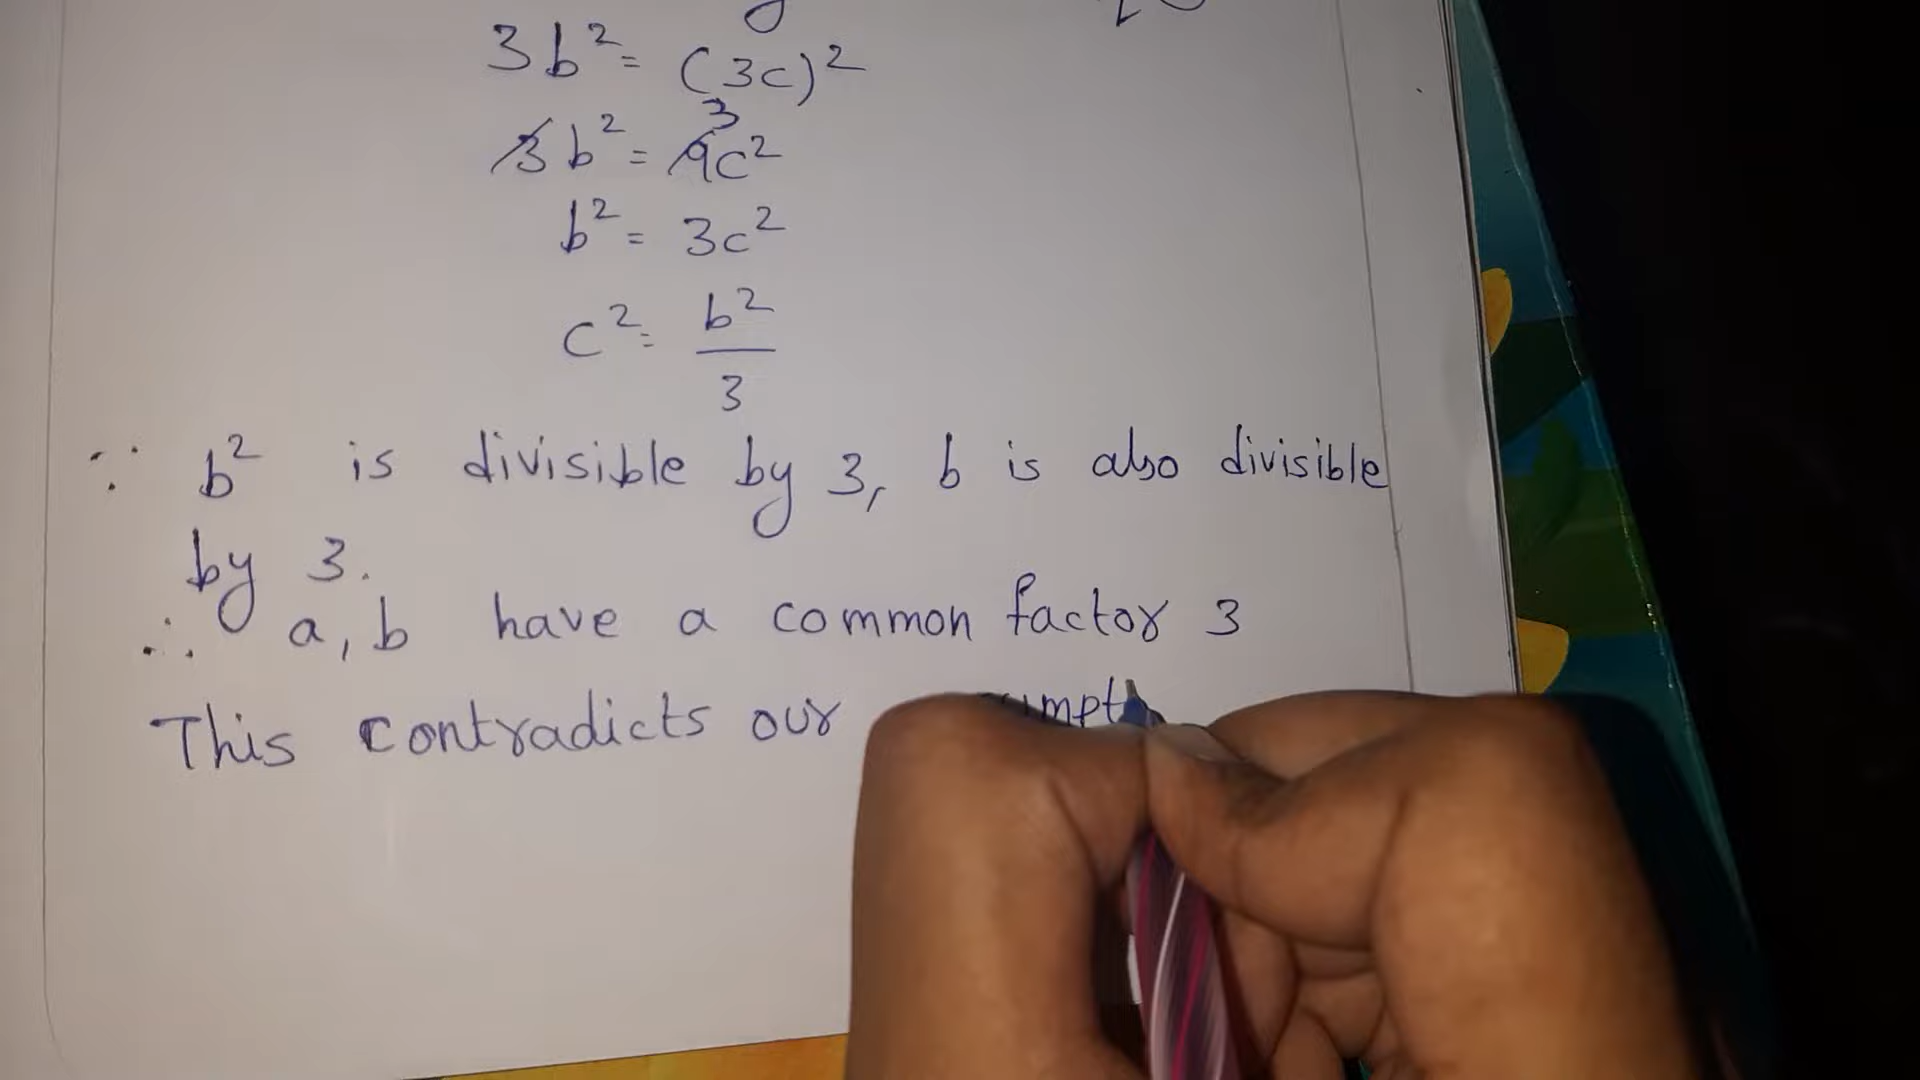 3b² = (3c)²
3
3b² = 9c²
b² = 3c²
c² = b²/3
∵ b² is divisible by 3, b is also divisible
by 3.
∴ a, b have a common factor 3
This contradicts our